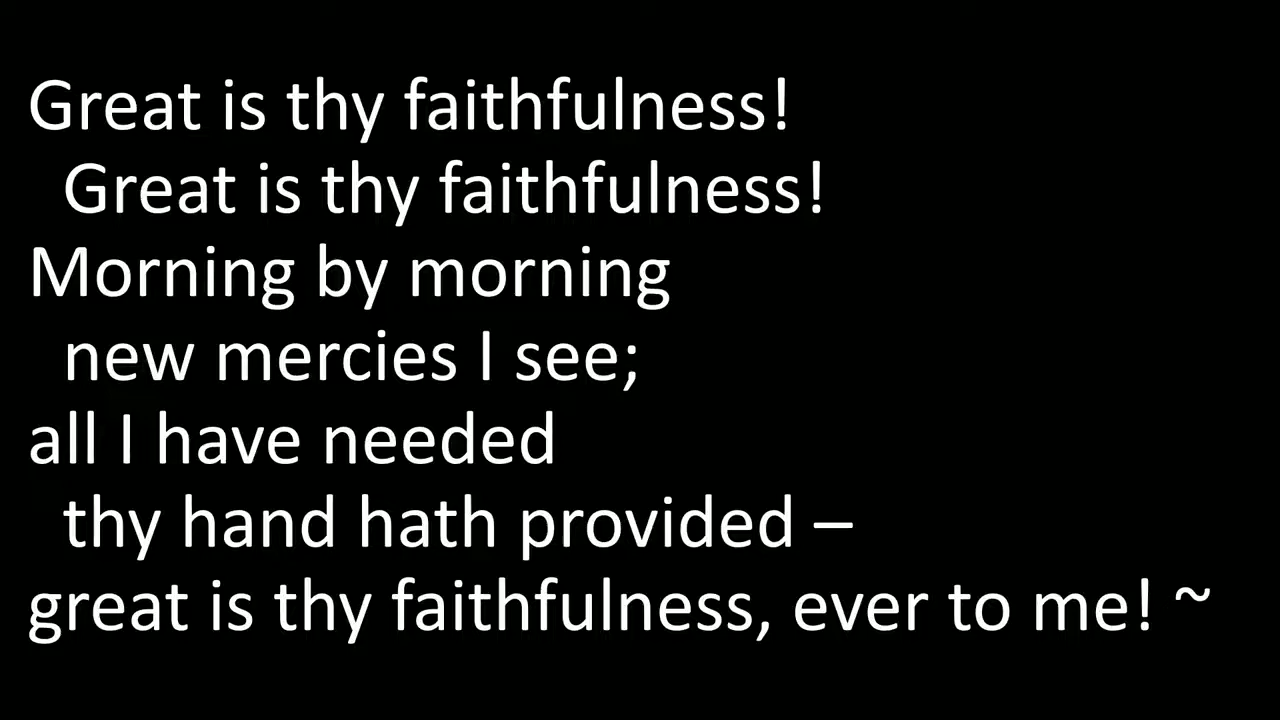 Great is thy faithfulness!
Great is thy faithfulness!
Morning by morning
new mercies I see;
all I have needed
thy hand hath provided –
great is thy faithfulness, ever to me! ~